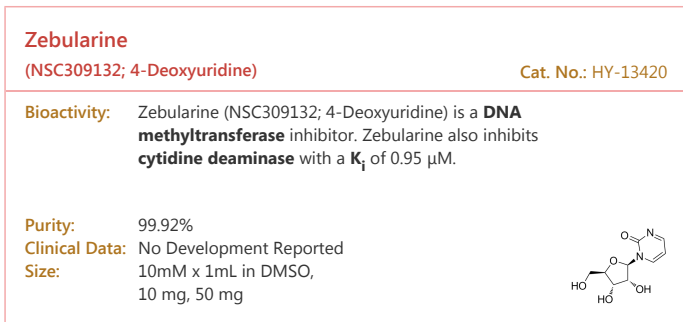 Zebularine
(NSC309132; 4-Deoxyuridine) Cat. No.: HY-13420
Bioactivity: Zebularine (NSC309132; 4-Deoxyuridine) is a DNA
methyltransferase inhibitor. Zebularine also inhibits
cytidine deaminase with a Ki of 0.95 μM.
Purity: 99.92%
Clinical Data: No Development Reported
Size: 10mM x 1mL in DMSO,
10 mg, 50 mg
O N
O N
HO
HO OH